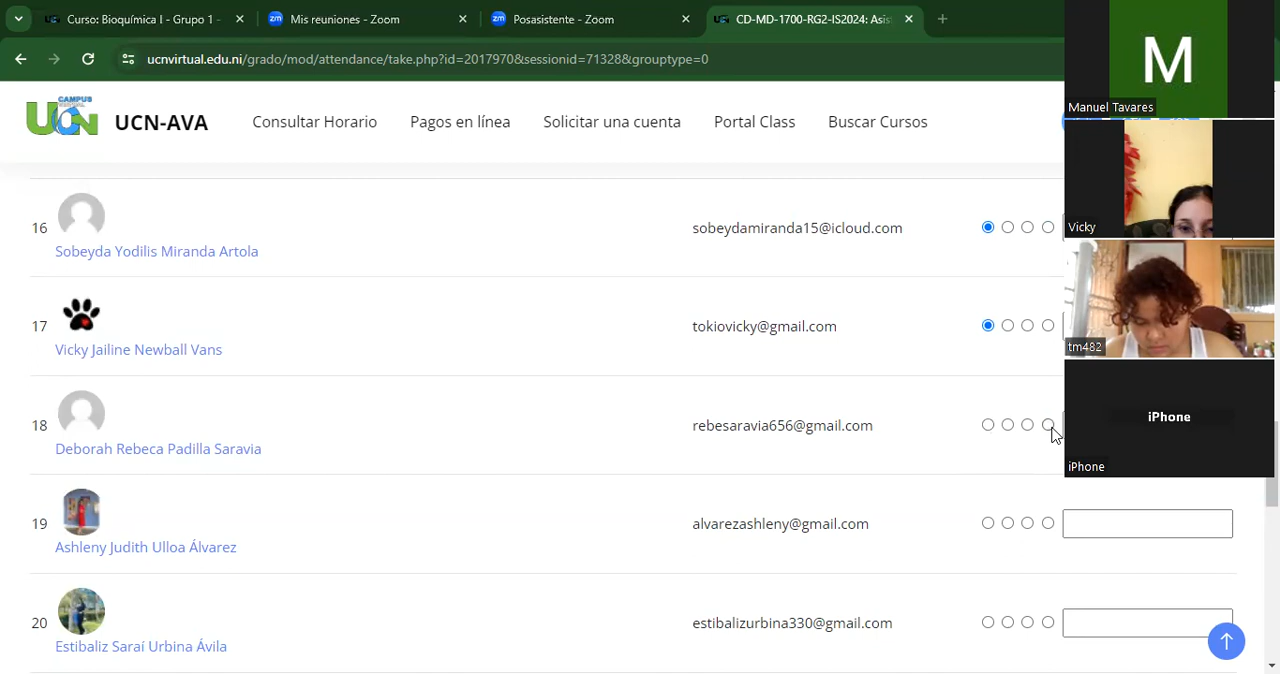 Curso: Bioquímica I - Grupo 1 -
Mis reuniones - Zoom
Posasistente - Zoom
CD-MD-1700-RG2-IS2024: Asis
ucnvirtual.edu.ni/grado/mod/attendance/take.php?id=2017970&sessionid=71328&grouptype=0
CAMPUS
UCN
UCN-AVA
Consultar Horario
Pagos en línea
Solicitar una cuenta
Portal Class
Buscar Cursos
16
sobeydamiranda15@icloud.com
Sobeyda Yodilis Miranda Artola
17
tokiovicky@gmail.com
Vicky Jailine Newball Vans
18
rebesaravia656@gmail.com
Deborah Rebeca Padilla Saravia
19
alvarezashleny@gmail.com
Ashleny Judith Ulloa Álvarez
20
estibalizurbina330@gmail.com
Estibaliz Saraí Urbina Ávila
M
Manuel Tavares
Vicky
tm482
iPhone
iPhone